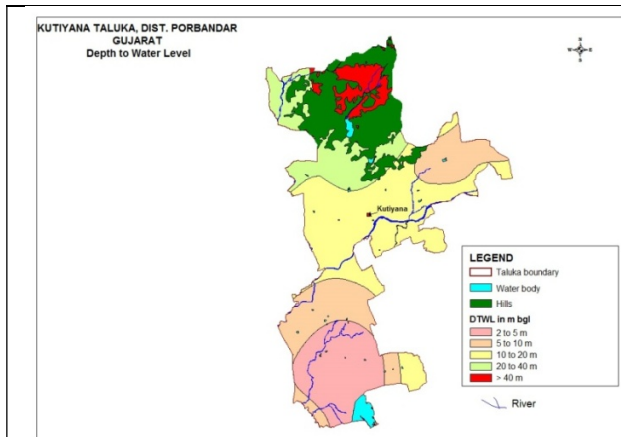 KUTIYANA TALUKA, DIST. PORBANDAR
GUJARAT
Depth to Water Level
N
W E
S
Kutiyana
LEGEND
Taluka boundary
Water body
Hills
DTWL in m bgl
2 to 5 m
5 to 10 m
10 to 20 m
20 to 40 m
> 40 m
River